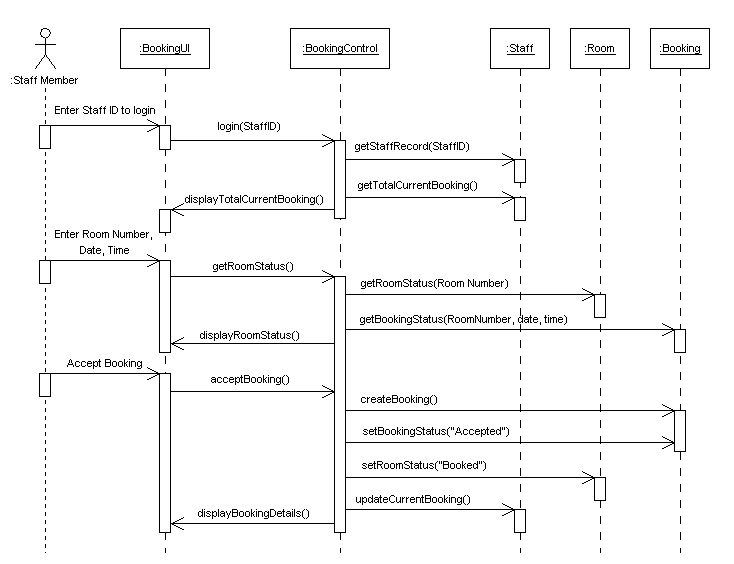 :BookingUI
:BookingControl
:Staff
:Room
:Booking
:Staff Member
Enter Staff ID to login
login(StaffID)
getStaffRecord(StaffID)
getTotalCurrentBooking()
displayTotalCurrentBooking()
Enter Room Number,
Date, Time
getRoomStatus()
getRoomStatus(Room Number)
getBookingStatus(RoomNumber, date, time)
displayRoomStatus()
Accept Booking
acceptBooking()
createBooking()
setBookingStatus("Accepted")
setRoomStatus("Booked")
updateCurrentBooking()
displayBookingDetails()